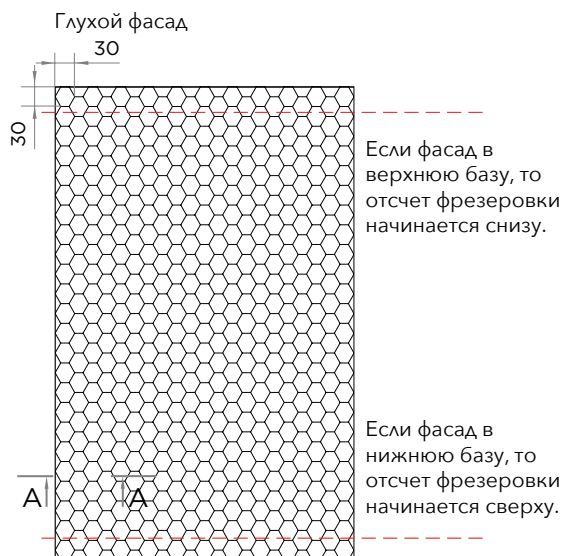 Глухой фасад
30
30
Если фасад в
верхнюю базу, то
отсчет фрезеровки
начинается снизу.
Если фасад в
нижнюю базу, то
отсчет фрезеровки
начинается сверху.
А А